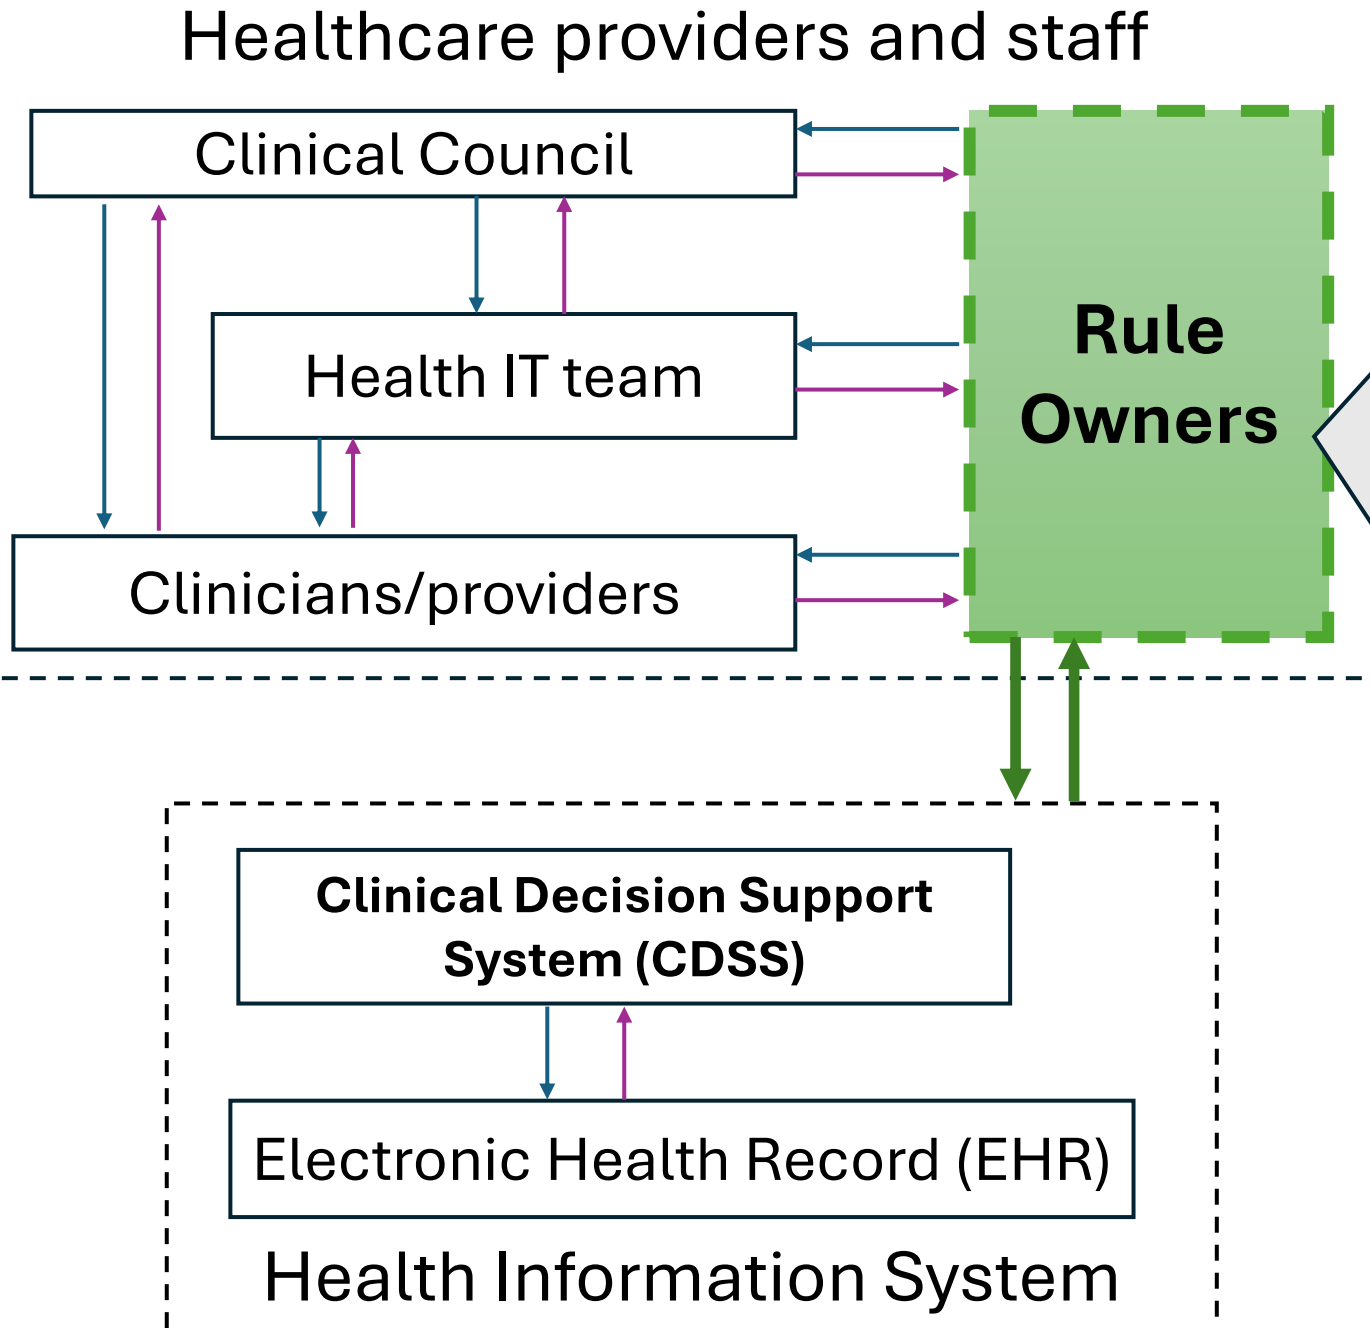 Healthcare providers and staff
Clinical Council
Health IT team
Rule
Owners
Clinicians/providers
Clinical Decision Support
System (CDSS)
Electronic Health Record (EHR)
Health Information System